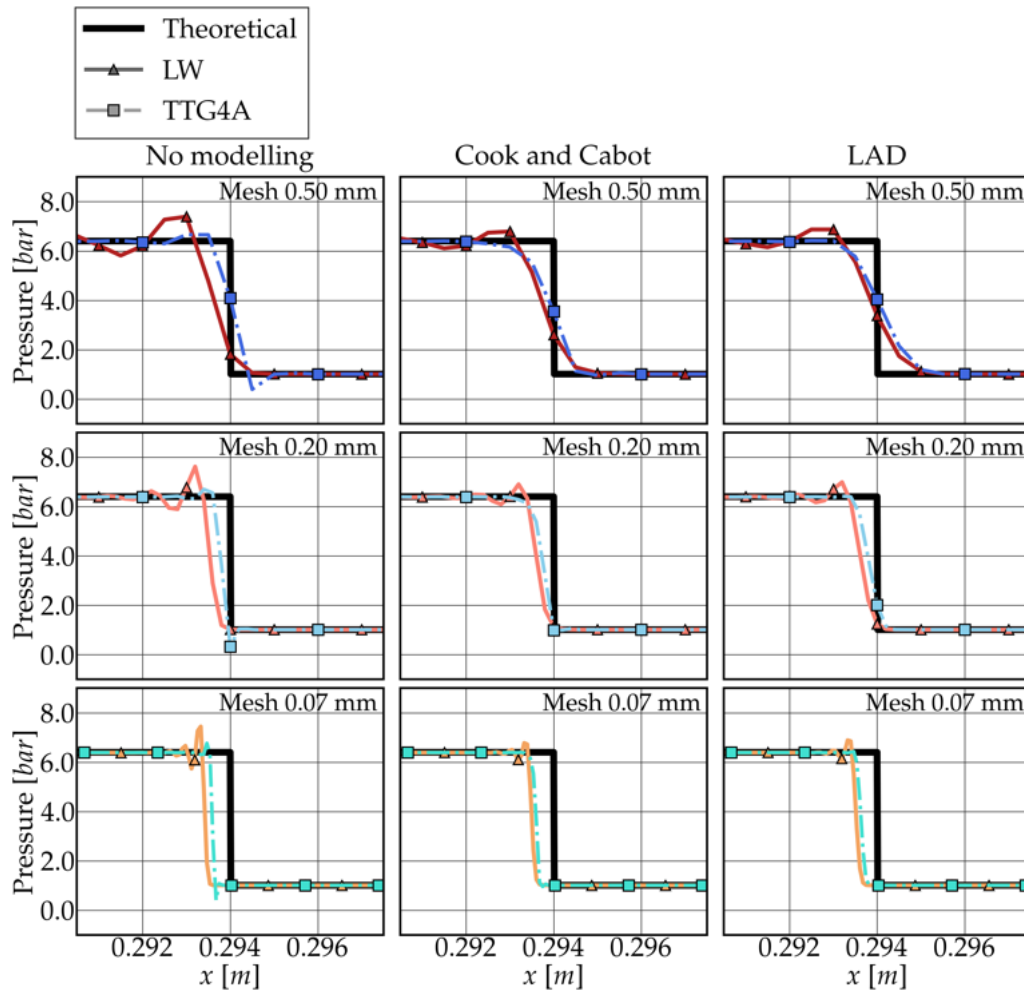 Theoretical
LW
TTG4A
No modelling Cook and Cabot LAD
Mesh 0.50 mm Mesh 0.50 mm Mesh 0.50 mm
8.0
6.0
4.0
2.0
0.0
Pressure [bar]
Mesh 0.20 mm Mesh 0.20 mm Mesh 0.20 mm
8.0
6.0
4.0
2.0
0.0
Pressure [bar]
Mesh 0.07 mm Mesh 0.07 mm Mesh 0.07 mm
8.0
6.0
4.0
2.0
0.0
Pressure [bar]
0.292 0.294 0.296 0.292 0.294 0.296 0.292 0.294 0.296
x [m] x [m] x [m]